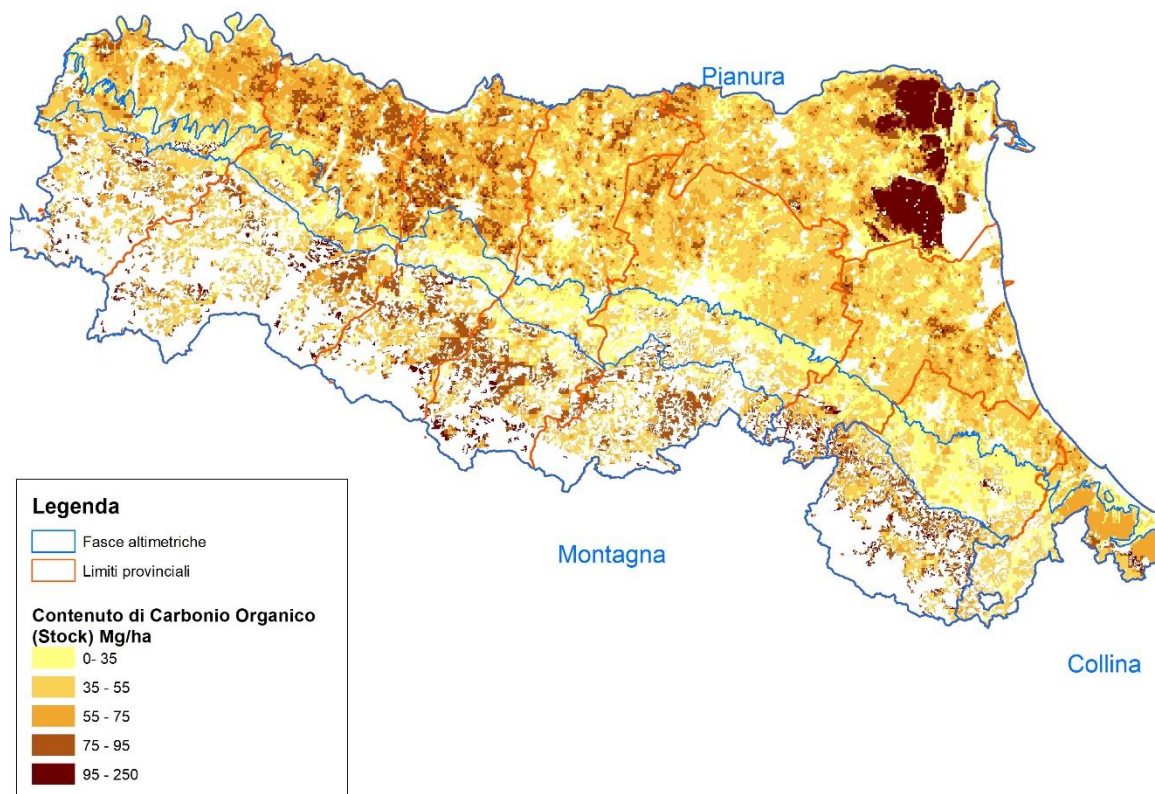 Pianura
Montagna
Collina
Legenda
Fasce altimetriche
Limiti provinciali
Contenuto di Carbonio Organico
(Stock) Mg/ha
0- 35
35 - 55
55 - 75
75 - 95
95 - 250